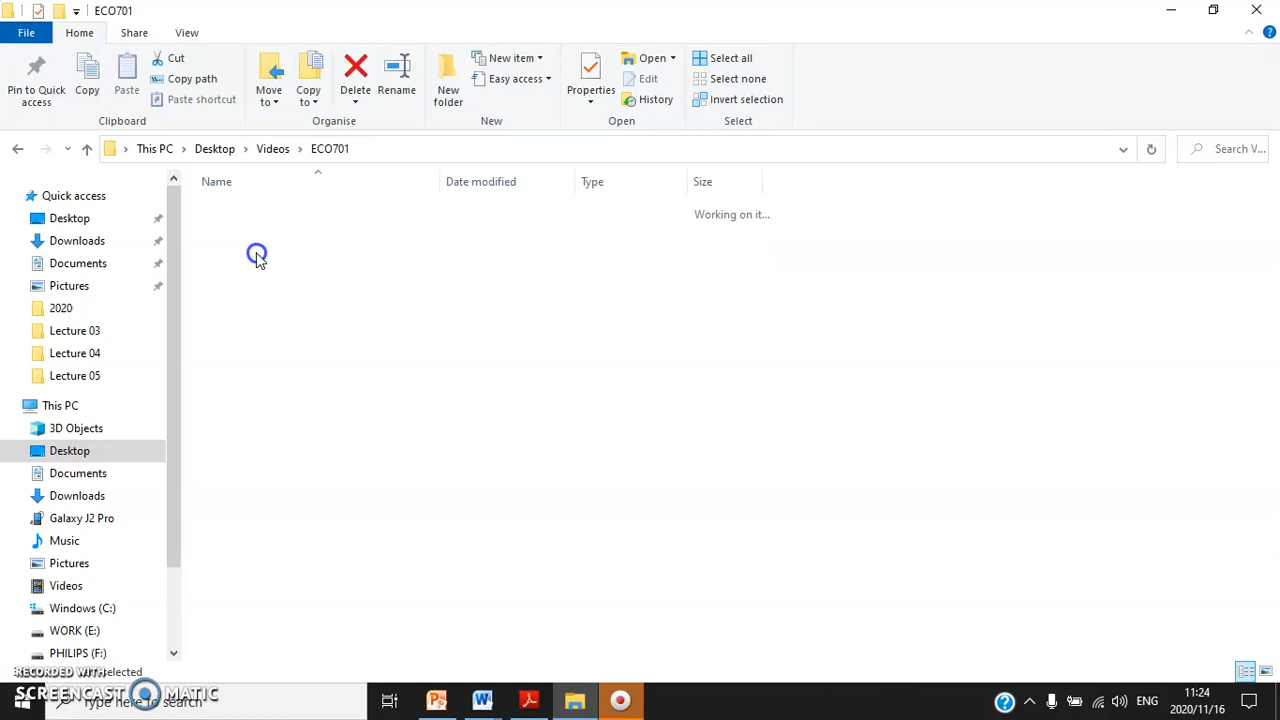 ECO701
File Home Share View
Pin to Quick access
Copy
Paste
Cut
Copy path
Paste shortcut
Clipboard
Move to
Copy to
Delete
Rename
Organise
New folder
New item
Easy access
New
Properties
Open
Edit
History
Open
Select all
Select none
Invert selection
Select
This PC Desktop Videos ECO701
Search V...
Name Date modified Type Size
Working on it...
Quick access
Desktop
Downloads
Documents
Pictures
2020
Lecture 03
Lecture 04
Lecture 05
This PC
3D Objects
Desktop
Documents
Downloads
Galaxy J2 Pro
Music
Pictures
Videos
Windows (C:)
WORK (E:)
PHILIPS (F:)
RECORDED WITH
SCREENCAST MATIC
Type here to search
ENG
11:24
2020/11/16